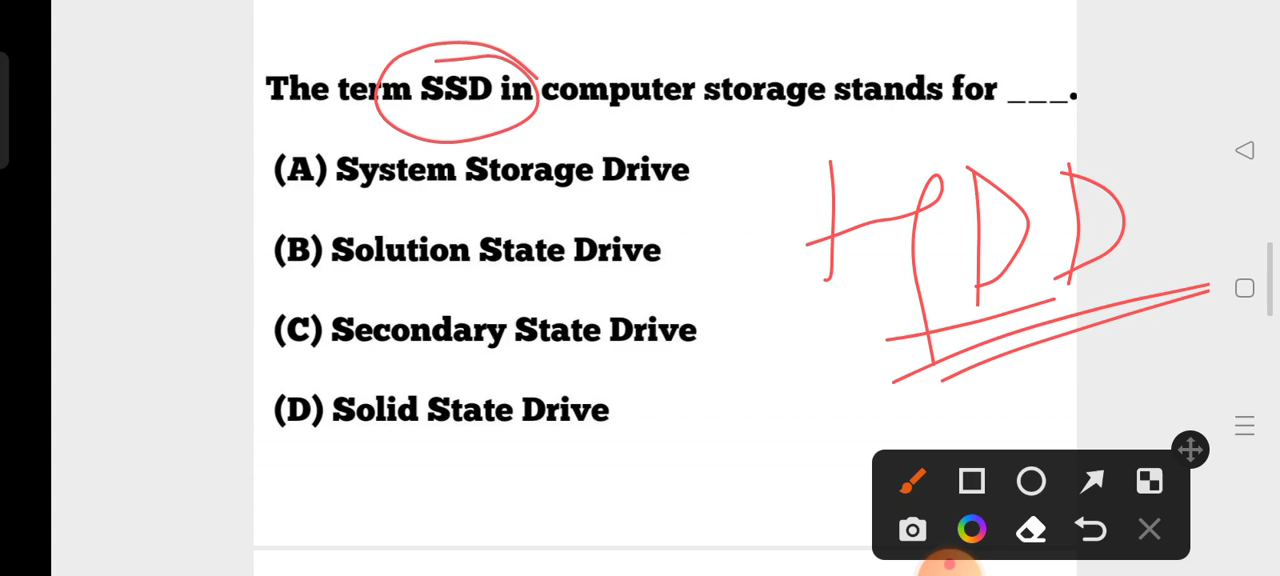 The term SSD in computer storage stands for ___.
(A) System Storage Drive
HDD
(B) Solution State Drive
(C) Secondary State Drive
(D) Solid State Drive